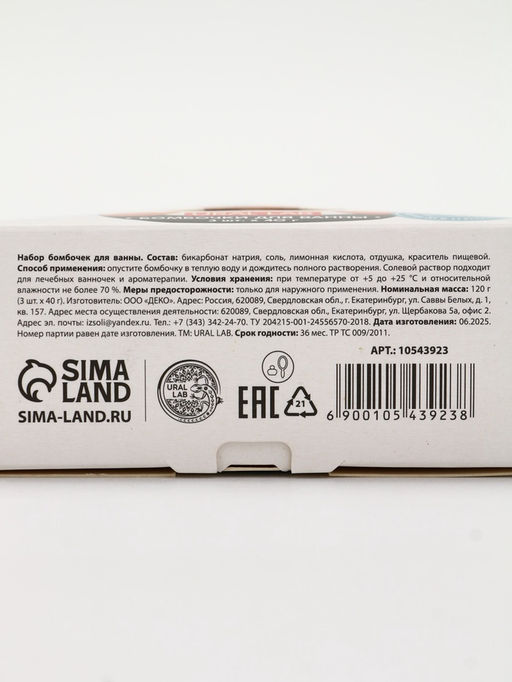 БОМБОЧКИ ДЛЯ ВАННЫ
Набор бомбочек для ванны. Состав: бикарбонат натрия, соль, лимонная кислота, отдушка, краситель пищевой.
Способ применения: опустите бомбочку в теплую воду и дождитесь полного растворения. Солевой раствор подходит
для лечебных ванночек и ароматерапии. Условия хранения: при температуре от +5 до +25 °C и относительной
влажности не более 70 %. Меры предосторожности: только для наружного применения. Номинальная масса: 120 г
(3 шт. х 40 г). Изготовитель: ООО «ДЕКО». Адрес: Россия, 620089, Свердловская обл., г. Екатеринбург, ул. Саввы Белых, д. 1,
кв. 157. Адрес места осуществления деятельности: 620089, Свердловская обл., Екатеринбург, ул. Щербакова 5а, офис 2.
Адрес эл. почты: izsoli@yandex.ru. Тел.: +7 (343) 342-24-70. ТУ 204215-001-24556570-2018. Дата изготовления: 06.2025.
Номер партии равен дате изготовления. ТМ: URAL LAB. Срок годности: 36 мес. ТР ТС 009/2011.
АРТ.: 10543923
SIMA
LAND
SIMA-LAND.RU
URAL
LAB
EAC
21
6 900105 439238